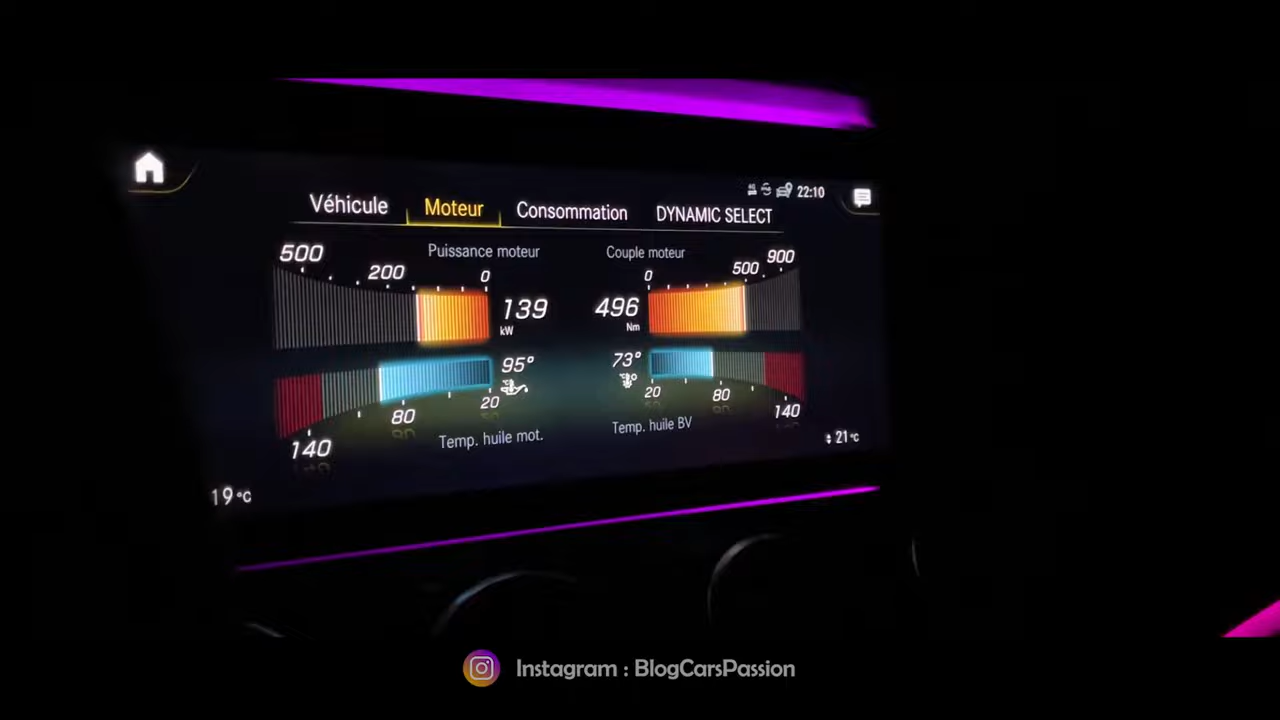 22:10
Véhicule Moteur Consommation DYNAMIC SELECT
Puissance moteur Couple moteur
500 200 0 0 500 900
139 kW 496 Nm
95° 73°
80 20 20 80
140 140
Temp. huile mot. Temp. huile BV
19°C 21°C
Instagram : BlogCarsPassion